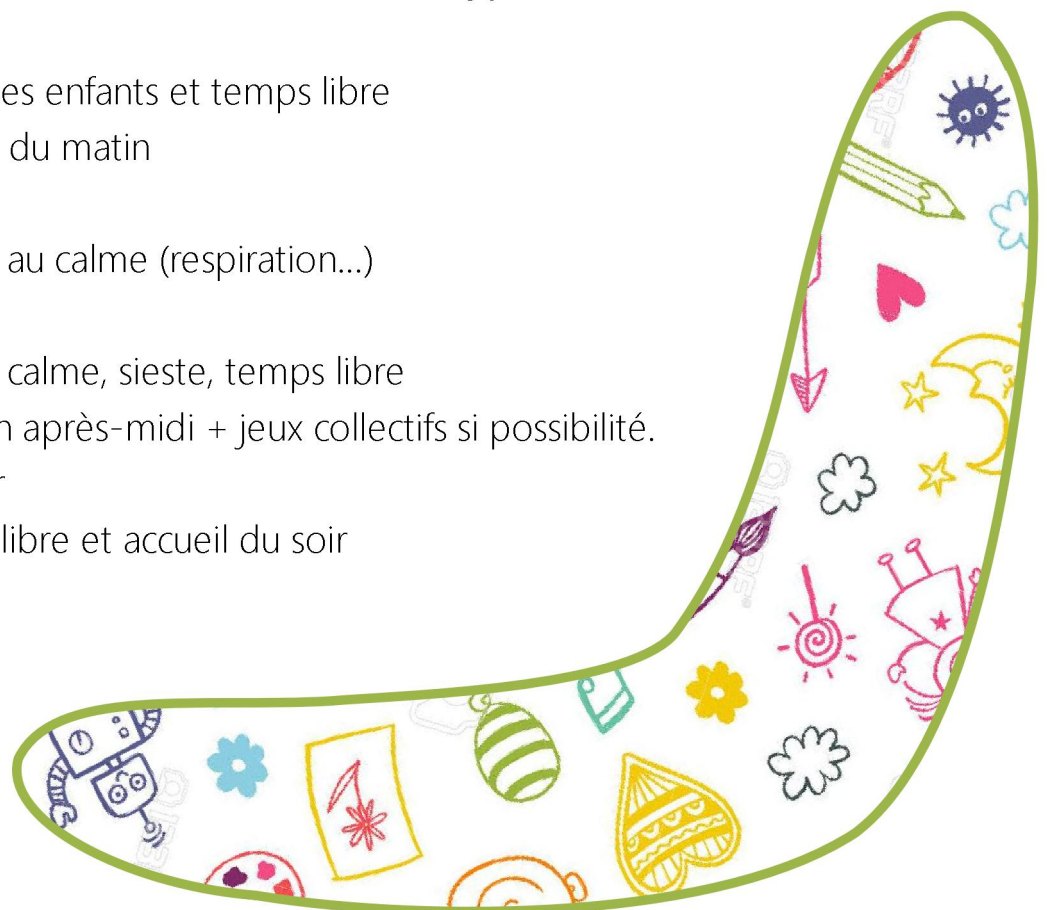 es enfants et temps libre
du matin
au calme (respiration...)
calme, sieste, temps libre
après-midi + jeux collectifs si possibilité.
libre et accueil du soir